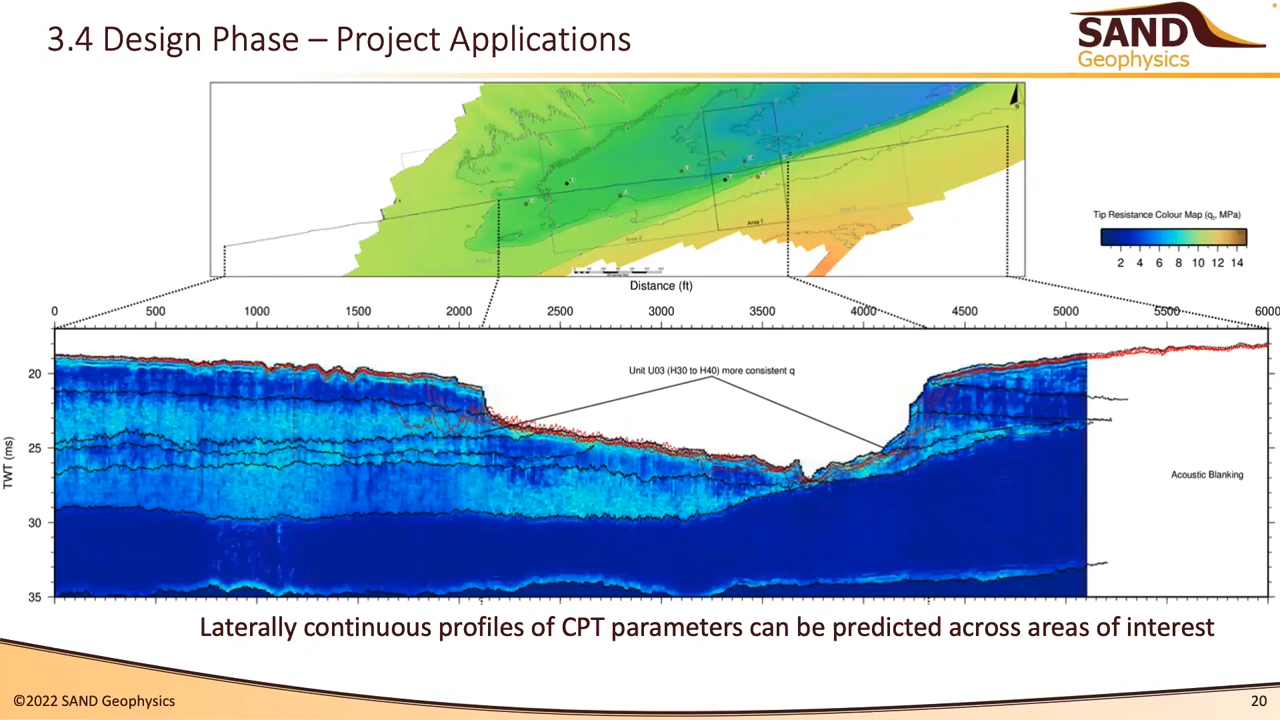 3.4 Design Phase – Project Applications
SAND
Geophysics
N
Area 1
Area 2
Tip Resistance Colour Map (qc, MPa)
2 4 6 8 10 12 14
Distance (ft)
0 500 1000 1500 2000 2500 3000 3500 4000 4500 5000 5500 6000
20
25
30
35
TWT (ms)
Unit U03 (H30 to H40) more consistent q
Acoustic Blanking
Laterally continuous profiles of CPT parameters can be predicted across areas of interest
©2022 SAND Geophysics
20